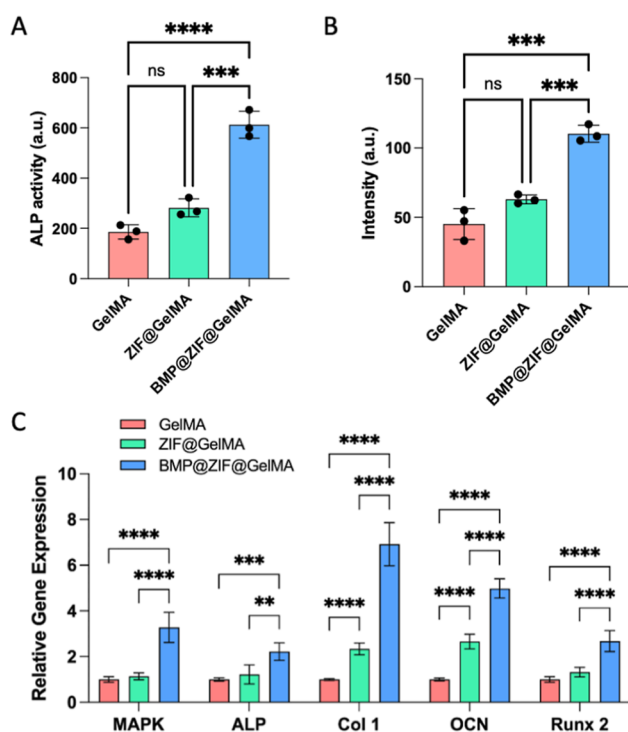 A
ALP activity (a.u.)
800
600
400
200
0
****
ns
***
GelMA
ZIF@GelMA
BMP@ZIF@GelMA
B
Intensity (a.u.)
150
100
50
0
***
ns
***
GelMA
ZIF@GelMA
BMP@ZIF@GelMA
C
GelMA
ZIF@GelMA
BMP@ZIF@GelMA
Relative Gene Expression
10
8
6
4
2
0
****
****
***
**
****
****
****
****
****
****
****
****
MAPK
ALP
Col 1
OCN
Runx 2